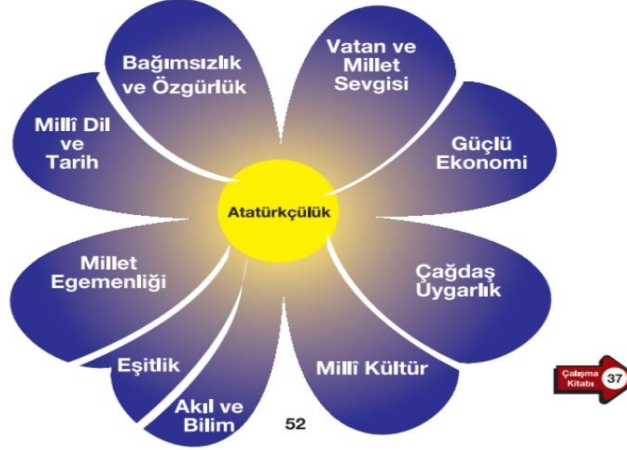 Bağımsızlık
ve Özgürlük
Vatan ve
Millet
Sevgisi
Millî Dil
ve
Tarih
Güçlü
Ekonomi
Atatürkçülük
Millet
Egemenliği
Çağdaş
Uygarlık
Eşitlik
Millî Kültür
Akıl ve
Bilim
52
Çalışma
Kitabı
37